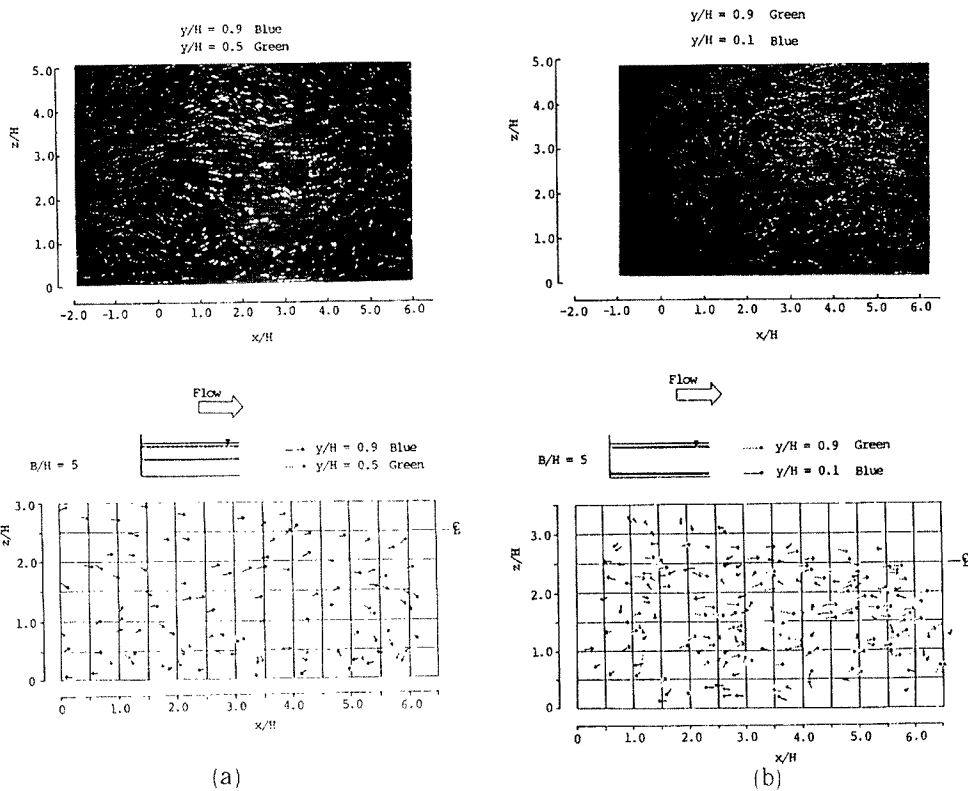 y/H = 0.9 Blue
y/H = 0.5 Green
5.0
4.0
3.0
2.0
1.0
0
z/H
-2.0 -1.0 0 1.0 2.0 3.0 4.0 5.0 6.0
x/H
Flow
B/H = 5
y/H = 0.9 Blue
y/H = 0.5 Green
3.0
2.0
1.0
0
z/H
0 1.0 2.0 3.0 4.0 5.0 6.0
x/H
(a)
y/H = 0.9 Green
y/H = 0.1 Blue
5.0
4.0
3.0
2.0
1.0
0
z/H
-2.0 -1.0 0 1.0 2.0 3.0 4.0 5.0 6.0
x/H
Flow
B/H = 5
y/H = 0.9 Green
y/H = 0.1 Blue
3.0
2.0
1.0
0
z/H
0 1.0 2.0 3.0 4.0 5.0 6.0
x/H
(b)